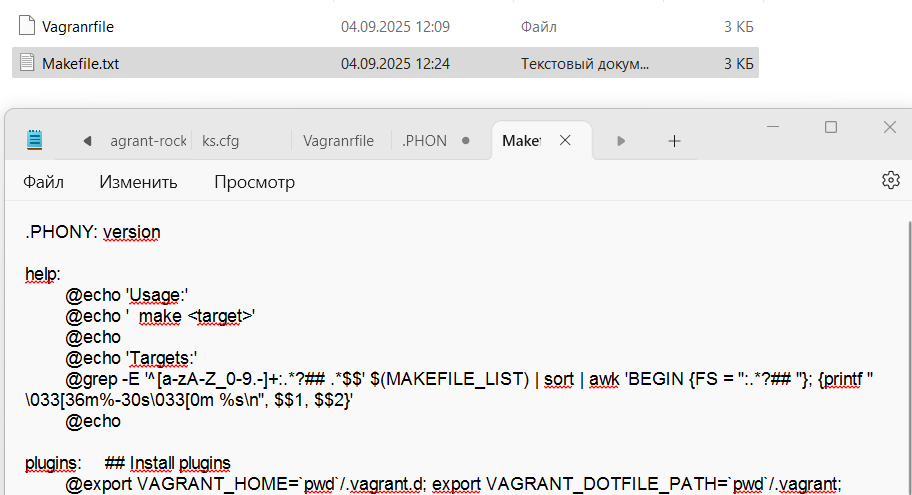 Vagranrfile 04.09.2025 12:09 Файл 3 КБ
Makefile.txt 04.09.2025 12:24 Текстовый докум... 3 КБ
agrant-rock ks.cfg Vagranrfile .PHON Makef
Файл Изменить Просмотр
.PHONY: version
help:
@echo 'Usage:'
@echo '  make <target>'
@echo
@echo 'Targets:'
@grep -E '^[a-zA-Z_0-9.-]+:.*?## .*$$' $(MAKEFILE_LIST) | sort | awk 'BEGIN {FS = ":.*?## "}; {printf "
\033[36m%-30s\033[0m %s\n", $$1, $$2}'
@echo
plugins:     ## Install plugins
@export VAGRANT_HOME=`pwd`/.vagrant.d; export VAGRANT_DOTFILE_PATH=`pwd`/.vagrant;